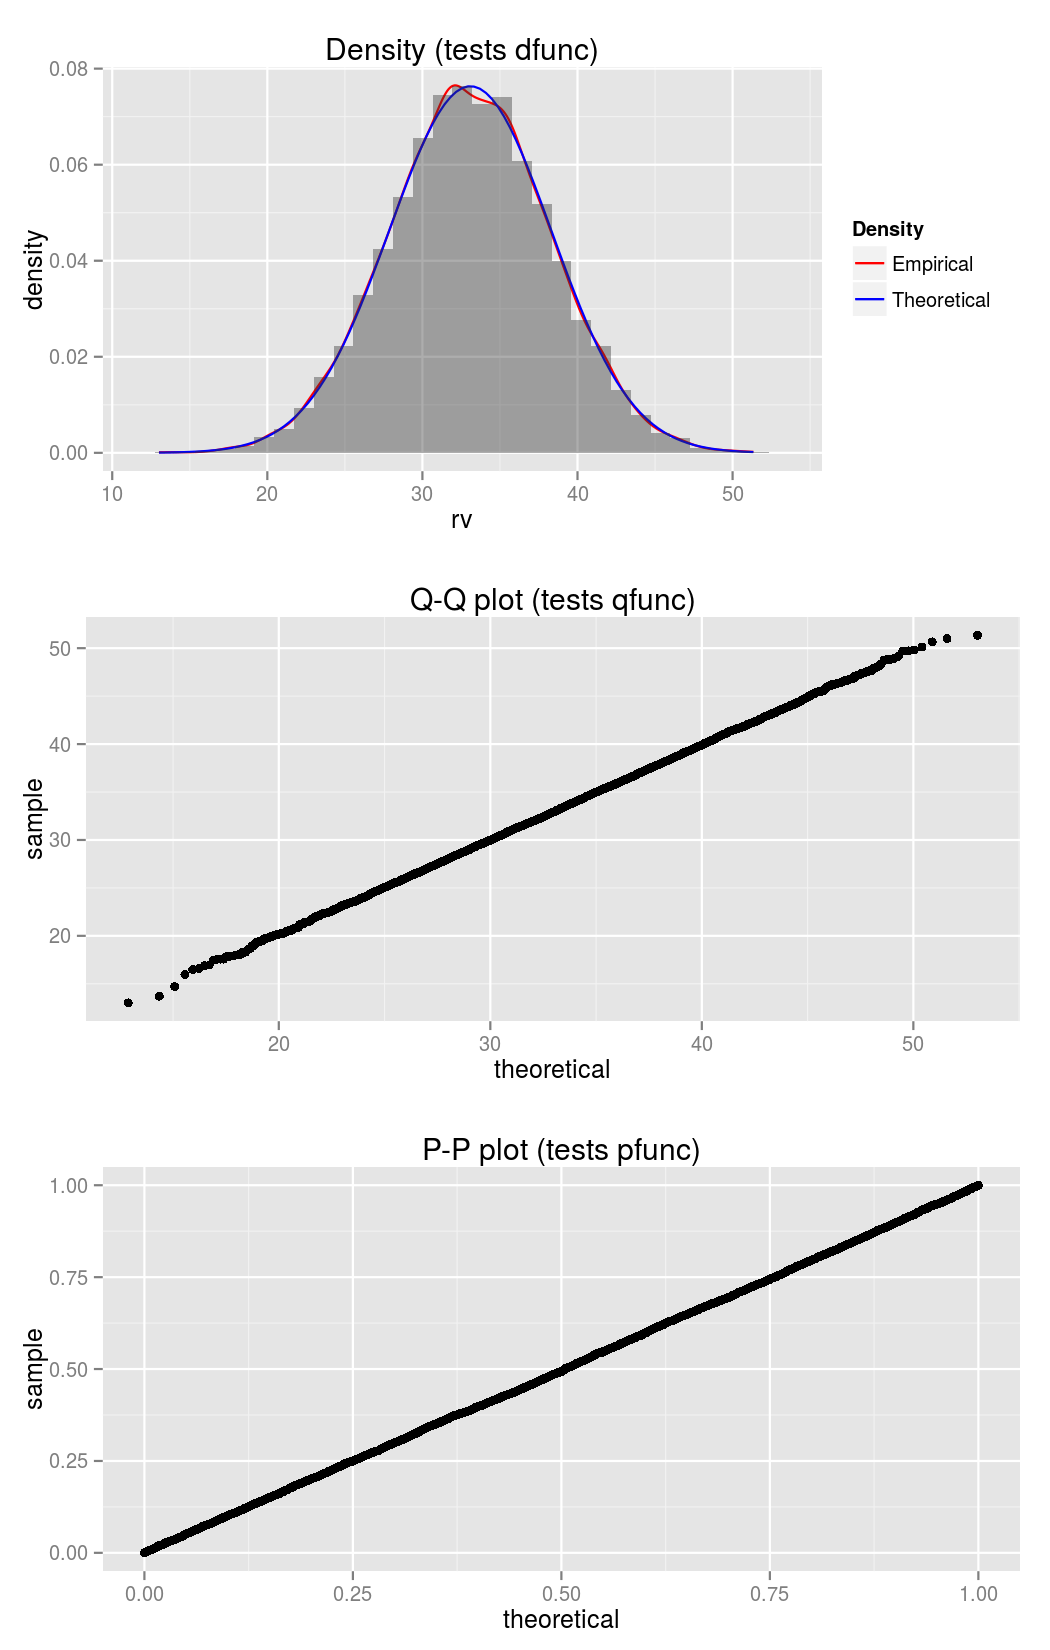 Density (tests dfunc)
0.08
0.06
0.04
0.02
0.00
density
10 20 30 40 50
rv
Density
Empirical
Theoretical
Q-Q plot (tests qfunc)
50
40
30
20
sample
20 30 40 50
theoretical
P-P plot (tests pfunc)
1.00
0.75
0.50
0.25
0.00
sample
0.00 0.25 0.50 0.75 1.00
theoretical